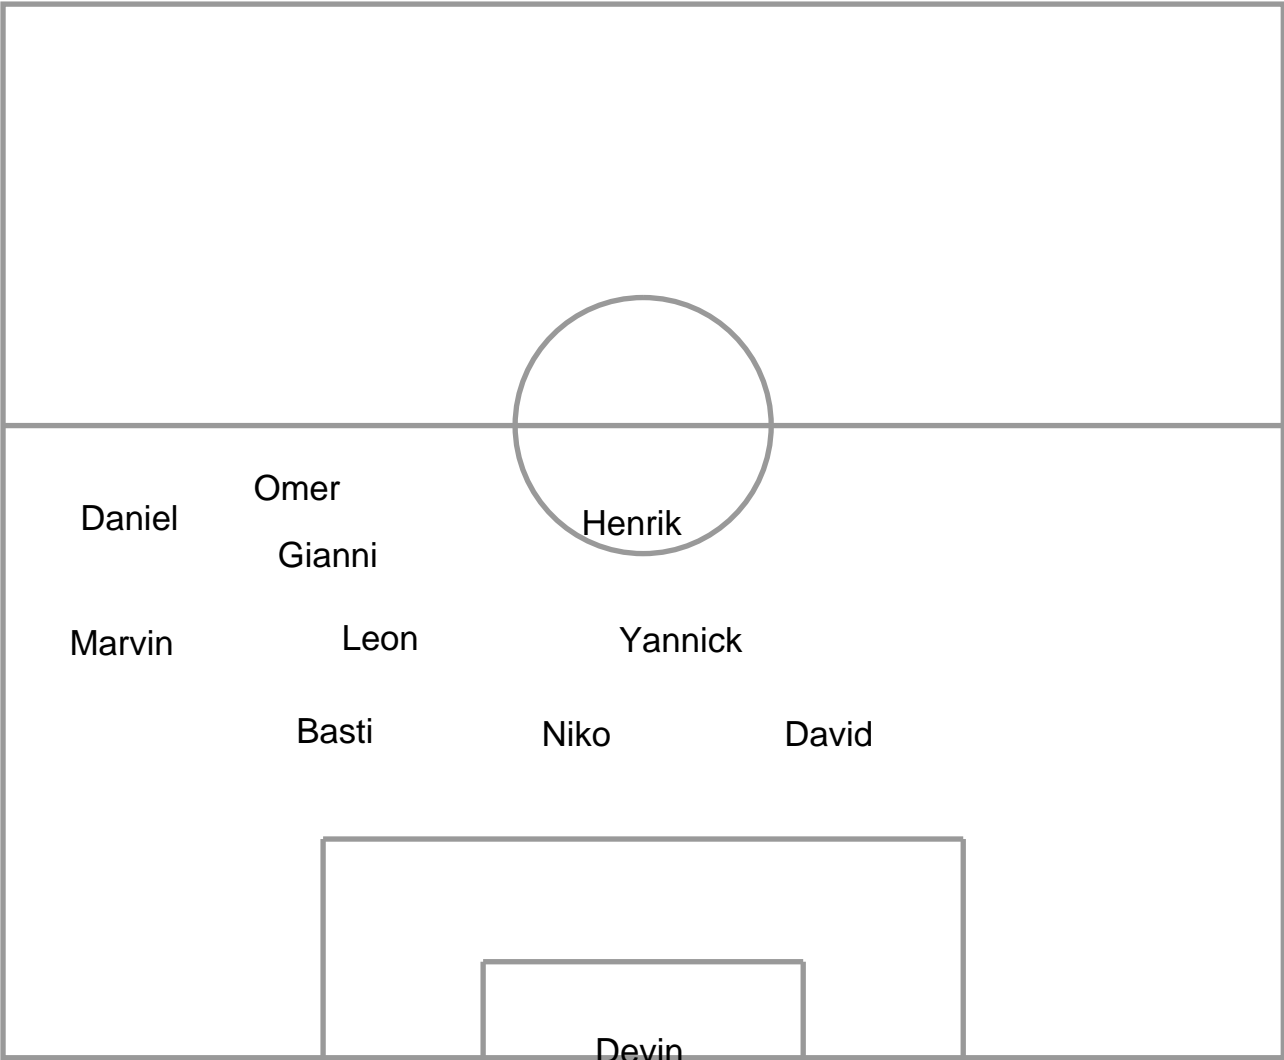 Omer
Daniel
Henrik
Gianni
Marvin
Leon
Yannick
Basti
Niko
David
Devin